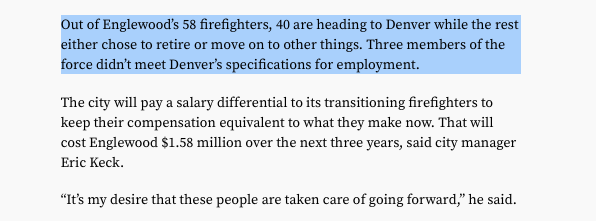 Out of Englewood’s 58 firefighters, 40 are heading to Denver while the rest
either chose to retire or move on to other things. Three members of the
force didn’t meet Denver’s specifications for employment.
The city will pay a salary differential to its transitioning firefighters to
keep their compensation equivalent to what they make now. That will
cost Englewood $1.58 million over the next three years, said city manager
Eric Keck.
“It’s my desire that these people are taken care of going forward,” he said.